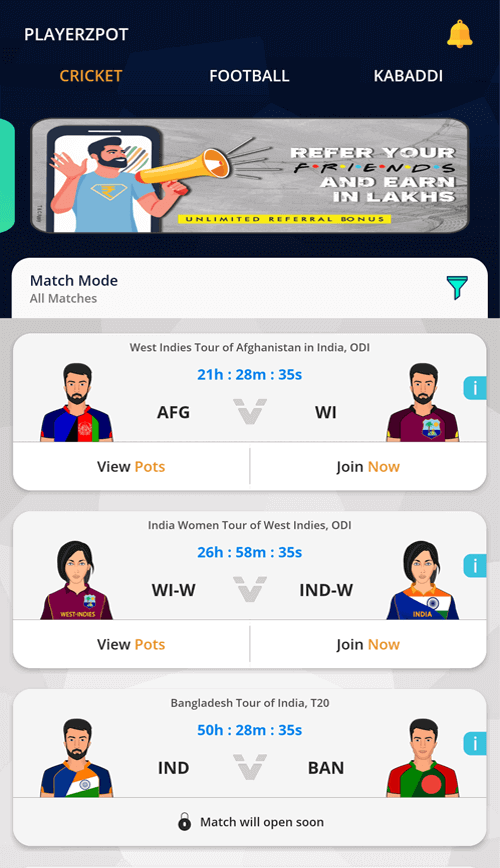 PLAYERZPOT
CRICKET FOOTBALL KABADDI
REFER YOUR
F·R·I·E·N·D·S
AND EARN
IN LAKHS
UNLIMITED REFERRAL BONUS
Match Mode
All Matches
West Indies Tour of Afghanistan in India, ODI
21h : 28m : 35s
AFG WI
View Pots Join Now
India Women Tour of West Indies, ODI
26h : 58m : 35s
WI-W IND-W
WEST-INDIES INDIA
View Pots Join Now
Bangladesh Tour of India, T20
50h : 28m : 35s
IND BAN
Match will open soon